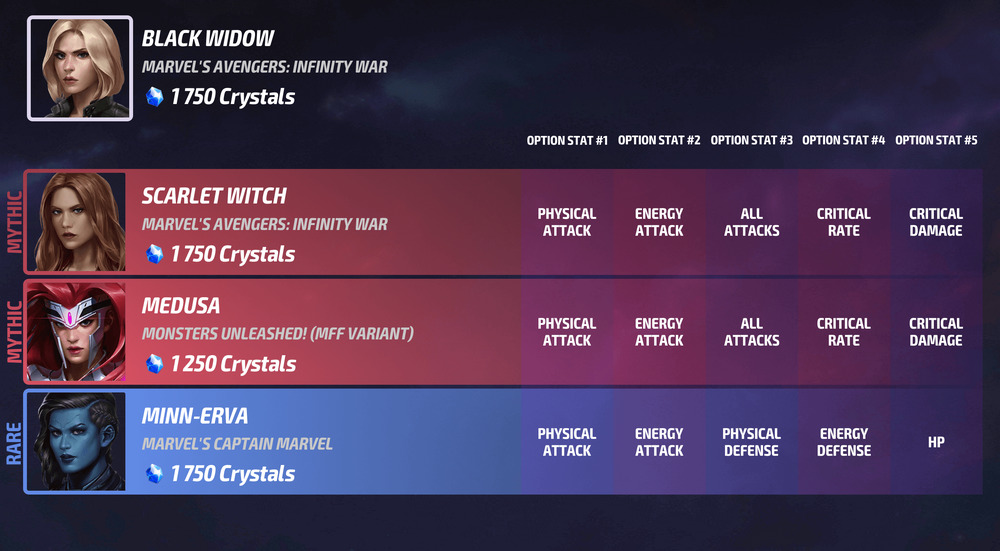 BLACK WIDOW
MARVEL'S AVENGERS: INFINITY WAR
1 750 Crystals
OPTION STAT #1 OPTION STAT #2 OPTION STAT #3 OPTION STAT #4 OPTION STAT #5
MYTHIC
SCARLET WITCH
MARVEL'S AVENGERS: INFINITY WAR
1 750 Crystals
PHYSICAL ATTACK
ENERGY ATTACK
ALL ATTACKS
CRITICAL RATE
CRITICAL DAMAGE
MYTHIC
MEDUSA
MONSTERS UNLEASHED! (MFF VARIANT)
1 250 Crystals
PHYSICAL ATTACK
ENERGY ATTACK
ALL ATTACKS
CRITICAL RATE
CRITICAL DAMAGE
RARE
MINN-ERVA
MARVEL'S CAPTAIN MARVEL
1 750 Crystals
PHYSICAL ATTACK
ENERGY ATTACK
PHYSICAL DEFENSE
ENERGY DEFENSE
HP